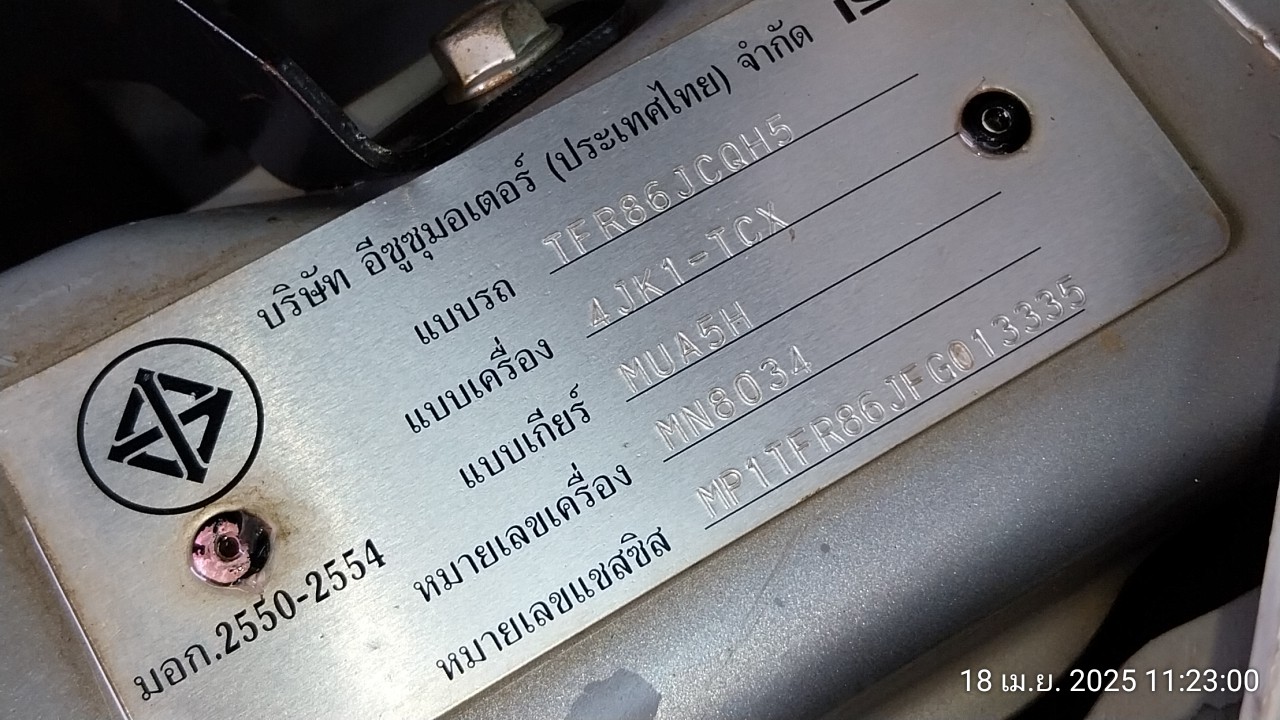 บริษัท อีซูซุมอเตอร์ (ประเทศไทย) จำกัด
แบบรถ TFR86JCQH5
แบบเครื่อง 4JK1-TCX
แบบเกียร์ MUA5H
หมายเลขเครื่อง MN8034
หมายเลขแชสซิส MP1TFR86JFG013335
มอก.2550-2554
18 เม.ย. 2025 11:23:00